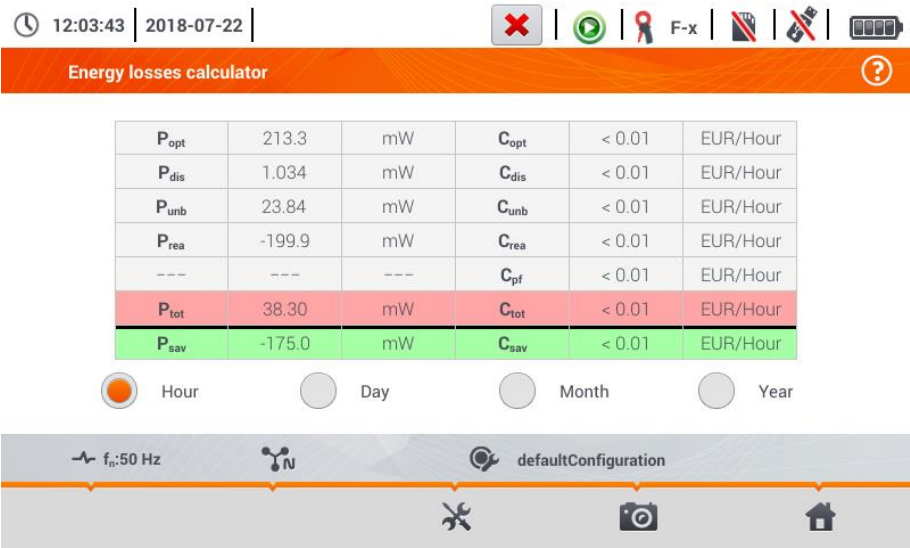 12:03:43 2018-07-22 F-x
Energy losses calculator ?
Popt 213.3 mW Copt < 0.01 EUR/Hour
Pdis 1.034 mW Cdis < 0.01 EUR/Hour
Punb 23.84 mW Cunb < 0.01 EUR/Hour
Prea -199.9 mW Crea < 0.01 EUR/Hour
--- --- --- Cpf < 0.01 EUR/Hour
Ptot 38.30 mW Ctot < 0.01 EUR/Hour
Psav -175.0 mW Csav < 0.01 EUR/Hour
Hour Day Month Year
fn:50 Hz N defaultConfiguration